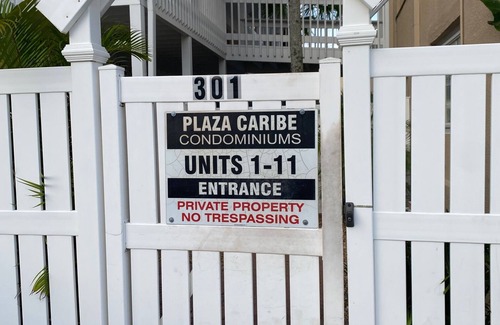 301
PLAZA CARIBE
CONDOMINIUMS
UNITS 1-11
ENTRANCE
PRIVATE PROPERTY
NO TRESPASSING